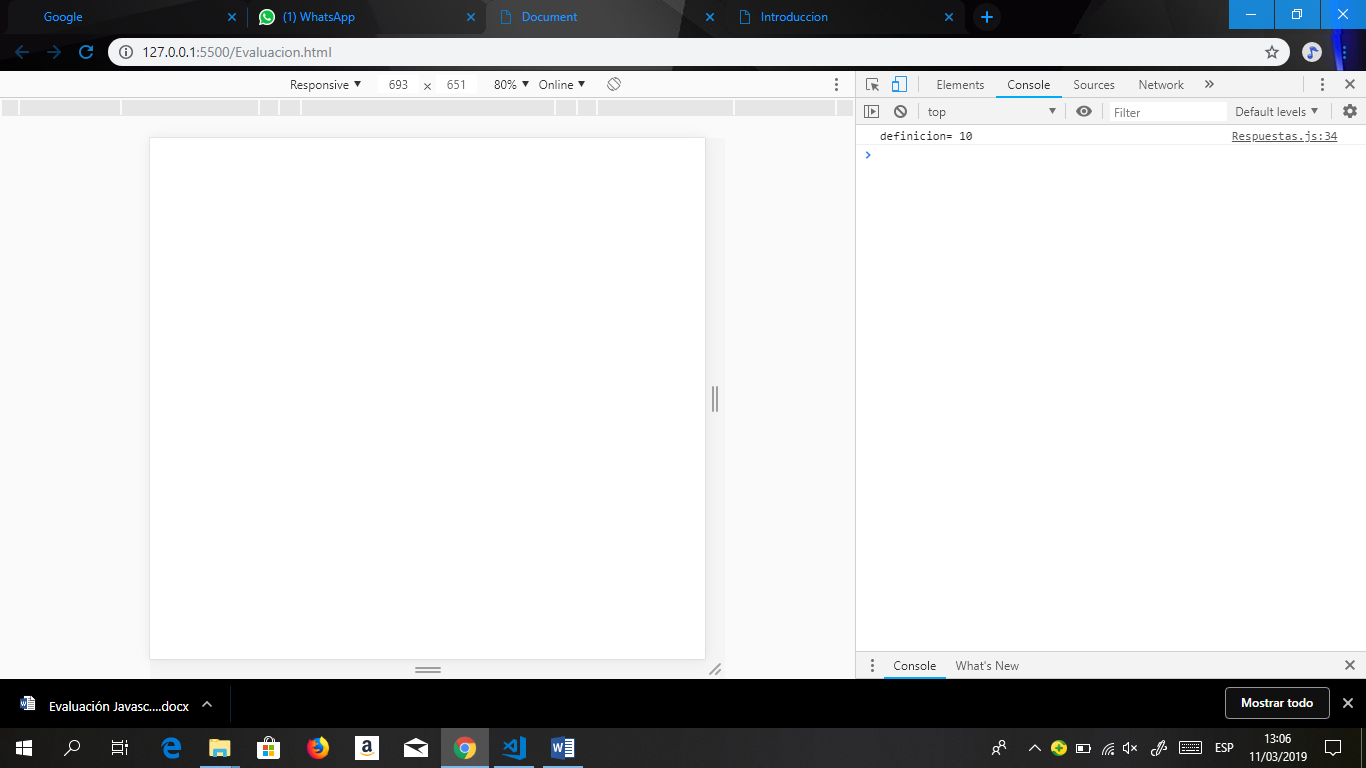 Google
(1) WhatsApp
Document
Introduccion
127.0.0.1:5500/Evaluacion.html
Responsive ▼ 693 × 651 80% ▼ Online ▼
Elements Console Sources Network »
top ▼ Filter Default levels ▼
definicion= 10 Respuestas.js:34
>
Console What's New
Evaluación Javasc....docx
Mostrar todo
ESP
13:06
11/03/2019